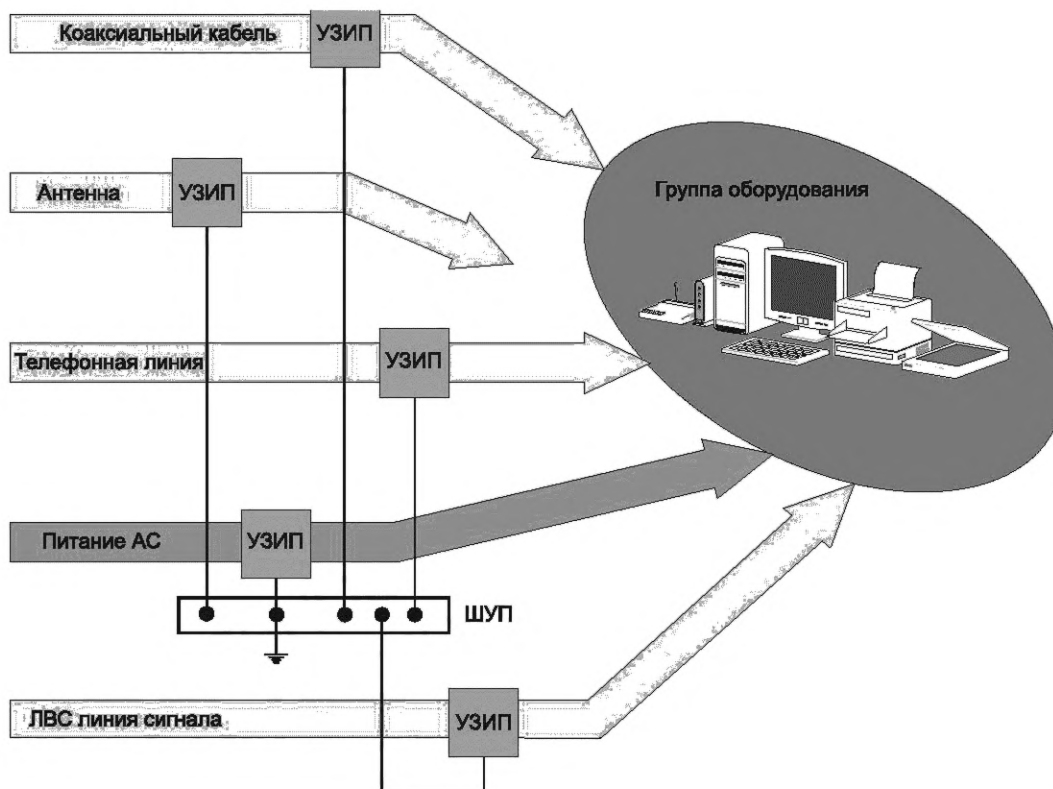 Коаксиальный кабель
УЗИП
Антенна
УЗИП
Группа оборудования
Телефонная линия
УЗИП
Питание АС
УЗИП
ШУП
ЛВС линия сигнала
УЗИП